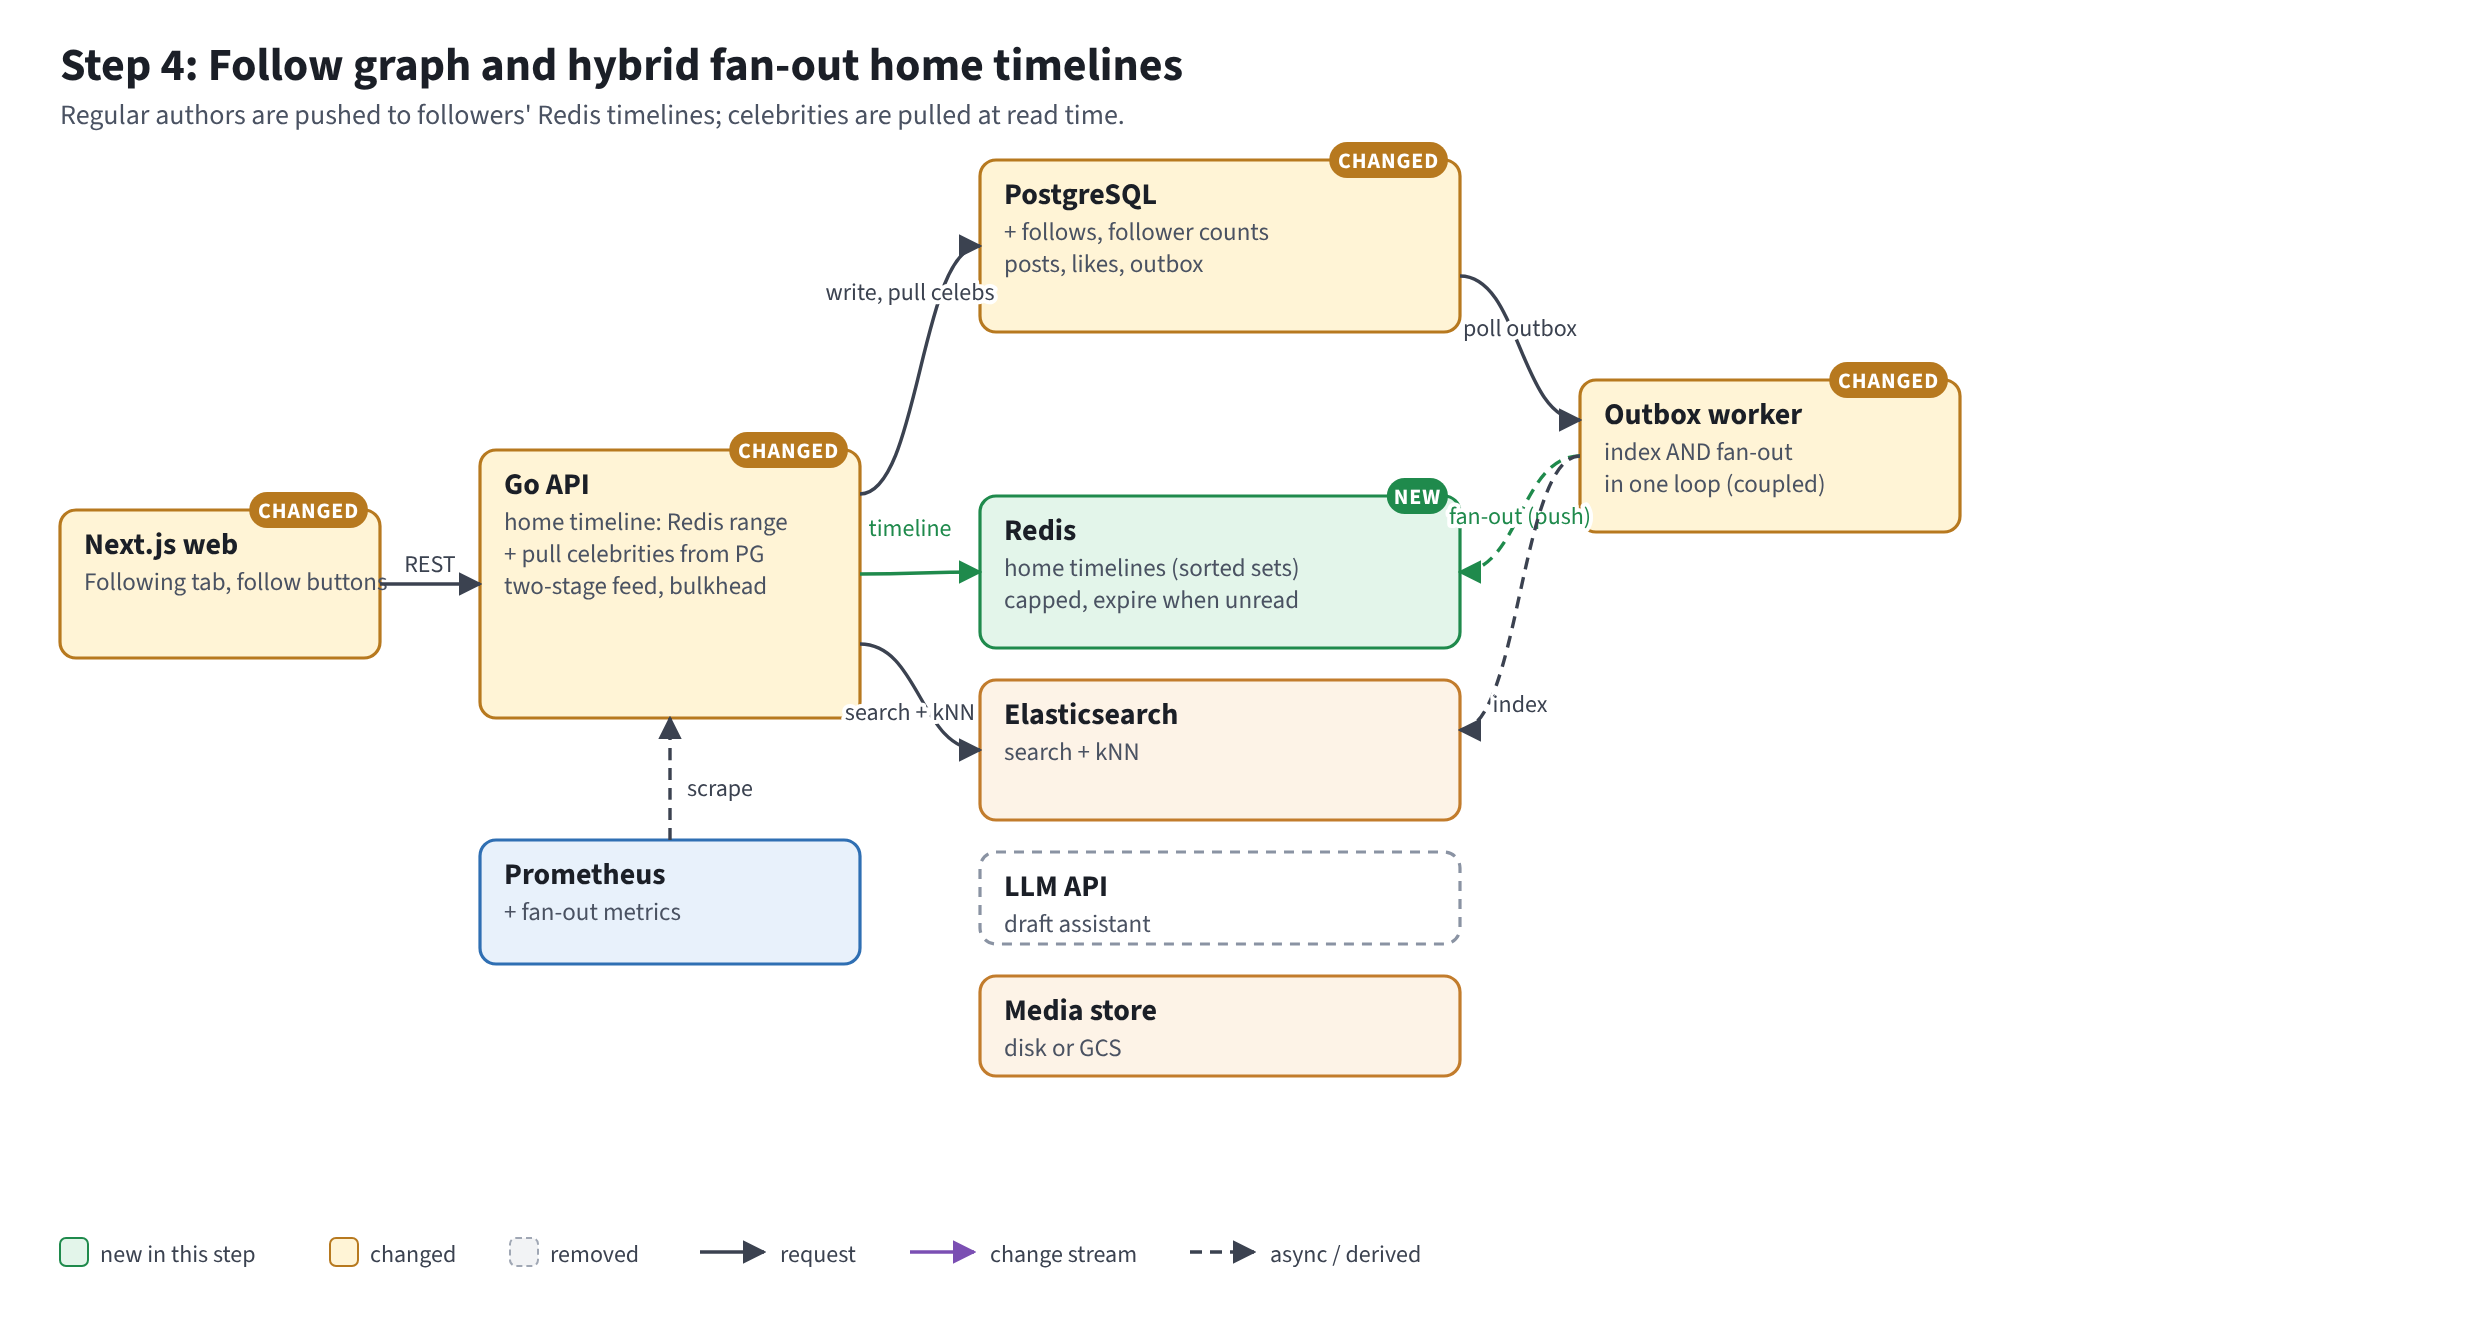 Step 4: Follow graph and hybrid fan-out home timelines
Regular authors are pushed to followers' Redis timelines; celebrities are pulled at read time.
CHANGED
PostgreSQL
+ follows, follower counts
posts, likes, outbox
write, pull celebs
poll outbox
CHANGED
Outbox worker
index AND fan-out
in one loop (coupled)
CHANGED
Go API
home timeline: Redis range
+ pull celebrities from PG
two-stage feed, bulkhead
CHANGED
Next.js web
Following tab, follow buttons
REST
timeline
NEW
Redis
home timelines (sorted sets)
capped, expire when unread
fan-out (push)
search + kNN
Elasticsearch
search + kNN
index
scrape
Prometheus
+ fan-out metrics
LLM API
draft assistant
Media store
disk or GCS
new in this step
changed
removed
request
change stream
async / derived